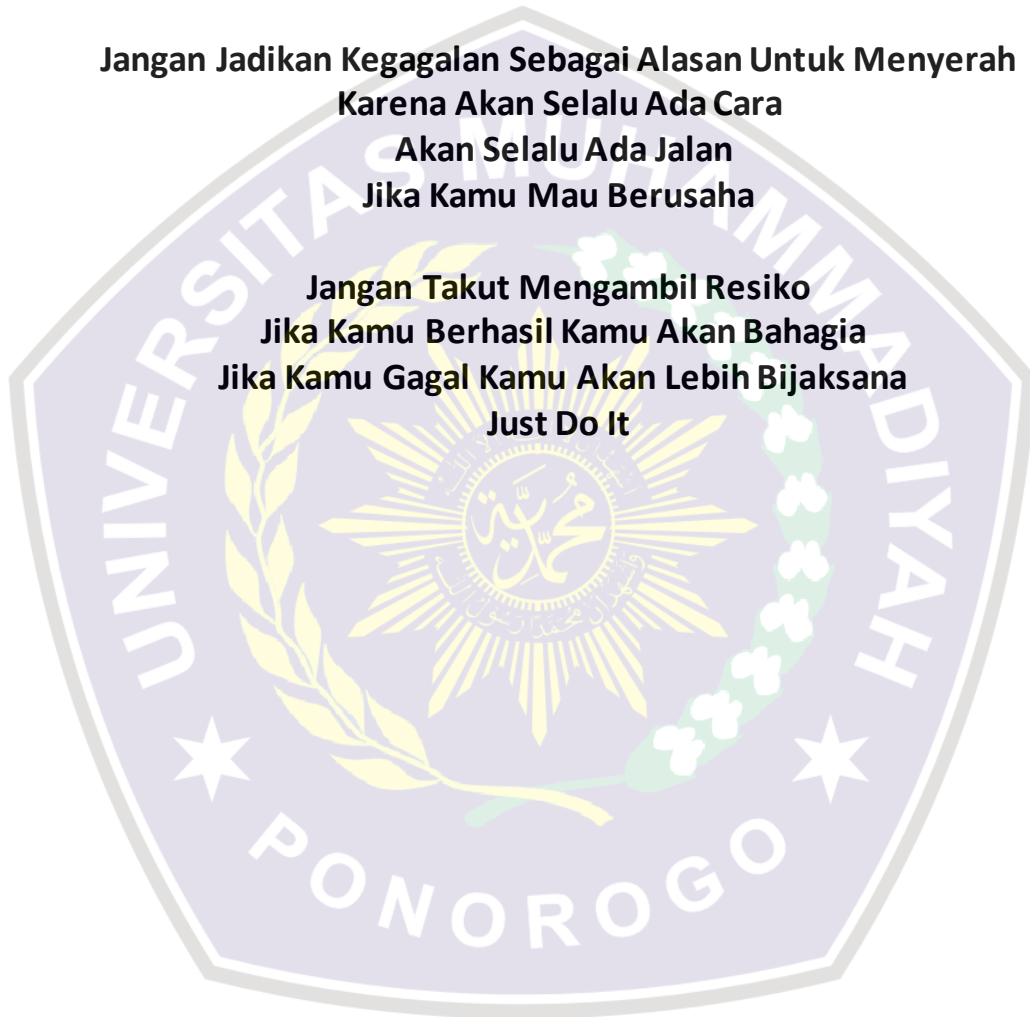 Jangan Jadikan Kegagalan Sebagai Alasan Untuk Menyerah
Karena Akan Selalu Ada Cara
Akan Selalu Ada Jalan
Jika Kamu Mau Berusaha
Jangan Takut Mengambil Resiko
Jika Kamu Berhasil Kamu Akan Bahagia
Jika Kamu Gagal Kamu Akan Lebih Bijaksana
Just Do It
UNIVERSITAS MUHAMMADIYAH
محمدية
PONOROGO